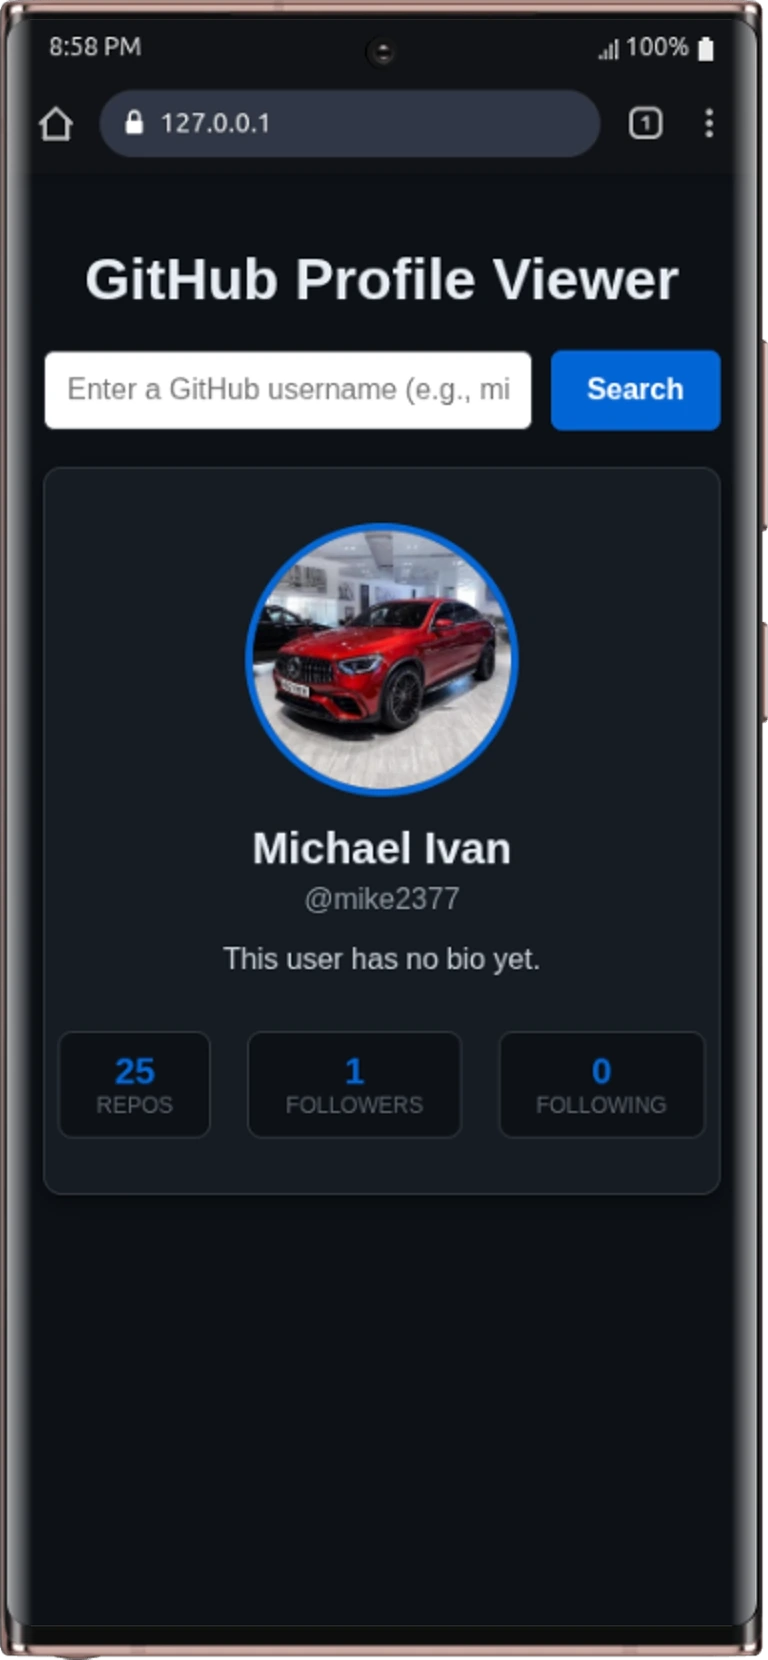 8:58 PM 100%
127.0.0.1 1
GitHub Profile Viewer
Enter a GitHub username (e.g., mi Search
Michael Ivan
@mike2377
This user has no bio yet.
25 1 0
REPOS FOLLOWERS FOLLOWING